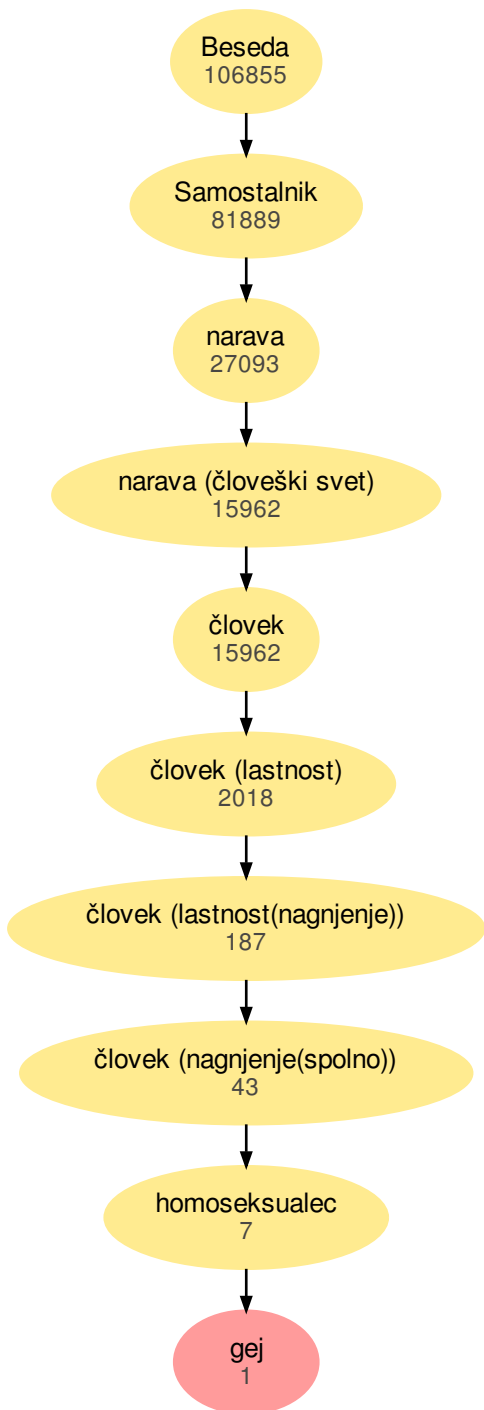 Beseda
106855
Samostalnik
81889
narava
27093
narava (človeški svet)
15962
človek
15962
človek (lastnost)
2018
človek (lastnost(nagnjenje))
187
človek (nagnjenje(spolno))
43
homoseksualec
7
gej
1